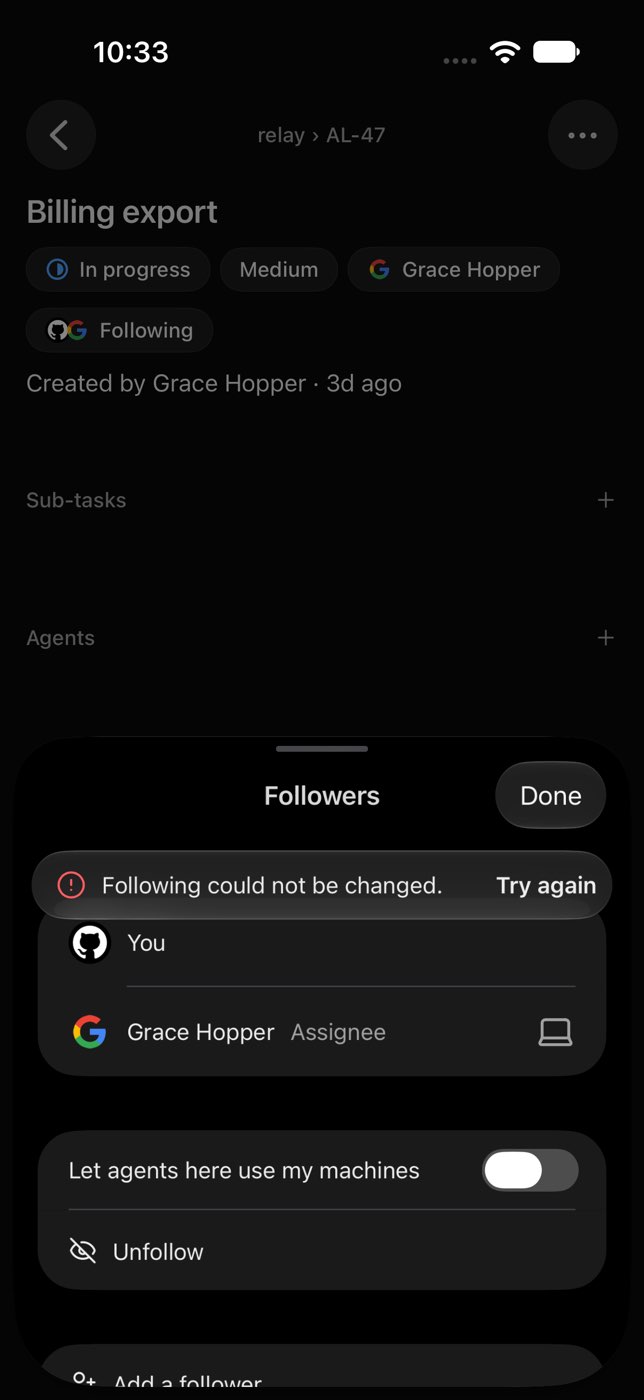 10:33
relay › AL-47
Billing export
In progress
Medium
Grace Hopper
Following
Created by Grace Hopper · 3d ago
Sub-tasks
Agents
Followers
Done
Following could not be changed.
Try again
You
Grace Hopper Assignee
Let agents here use my machines
Unfollow
Add a follower